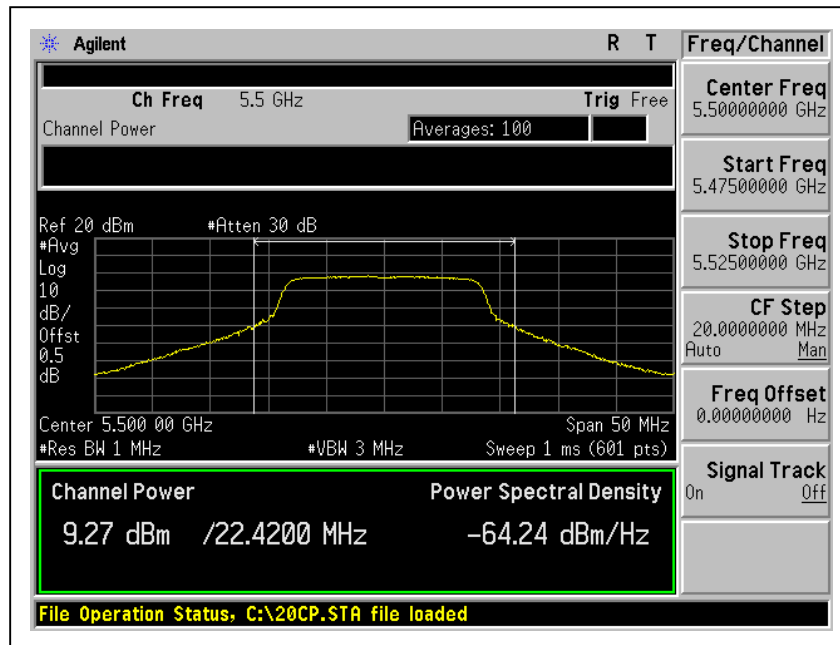 Agilent R T
Ch Freq 5.5 GHz Trig Free
Channel Power Averages: 100
Ref 20 dBm #Atten 30 dB
#Avg
Log
10
dB/
Offst
0.5
dB
Center 5.500 00 GHz Span 50 MHz
#Res BW 1 MHz #VBW 3 MHz Sweep 1 ms (601 pts)
Channel Power Power Spectral Density
9.27 dBm /22.4200 MHz -64.24 dBm/Hz
File Operation Status, C:\20CP.STA file loaded
Freq/Channel
Center Freq
5.50000000 GHz
Start Freq
5.47500000 GHz
Stop Freq
5.52500000 GHz
CF Step
20.0000000 MHz
Auto Man
Freq Offset
0.00000000 Hz
Signal Track
On Off